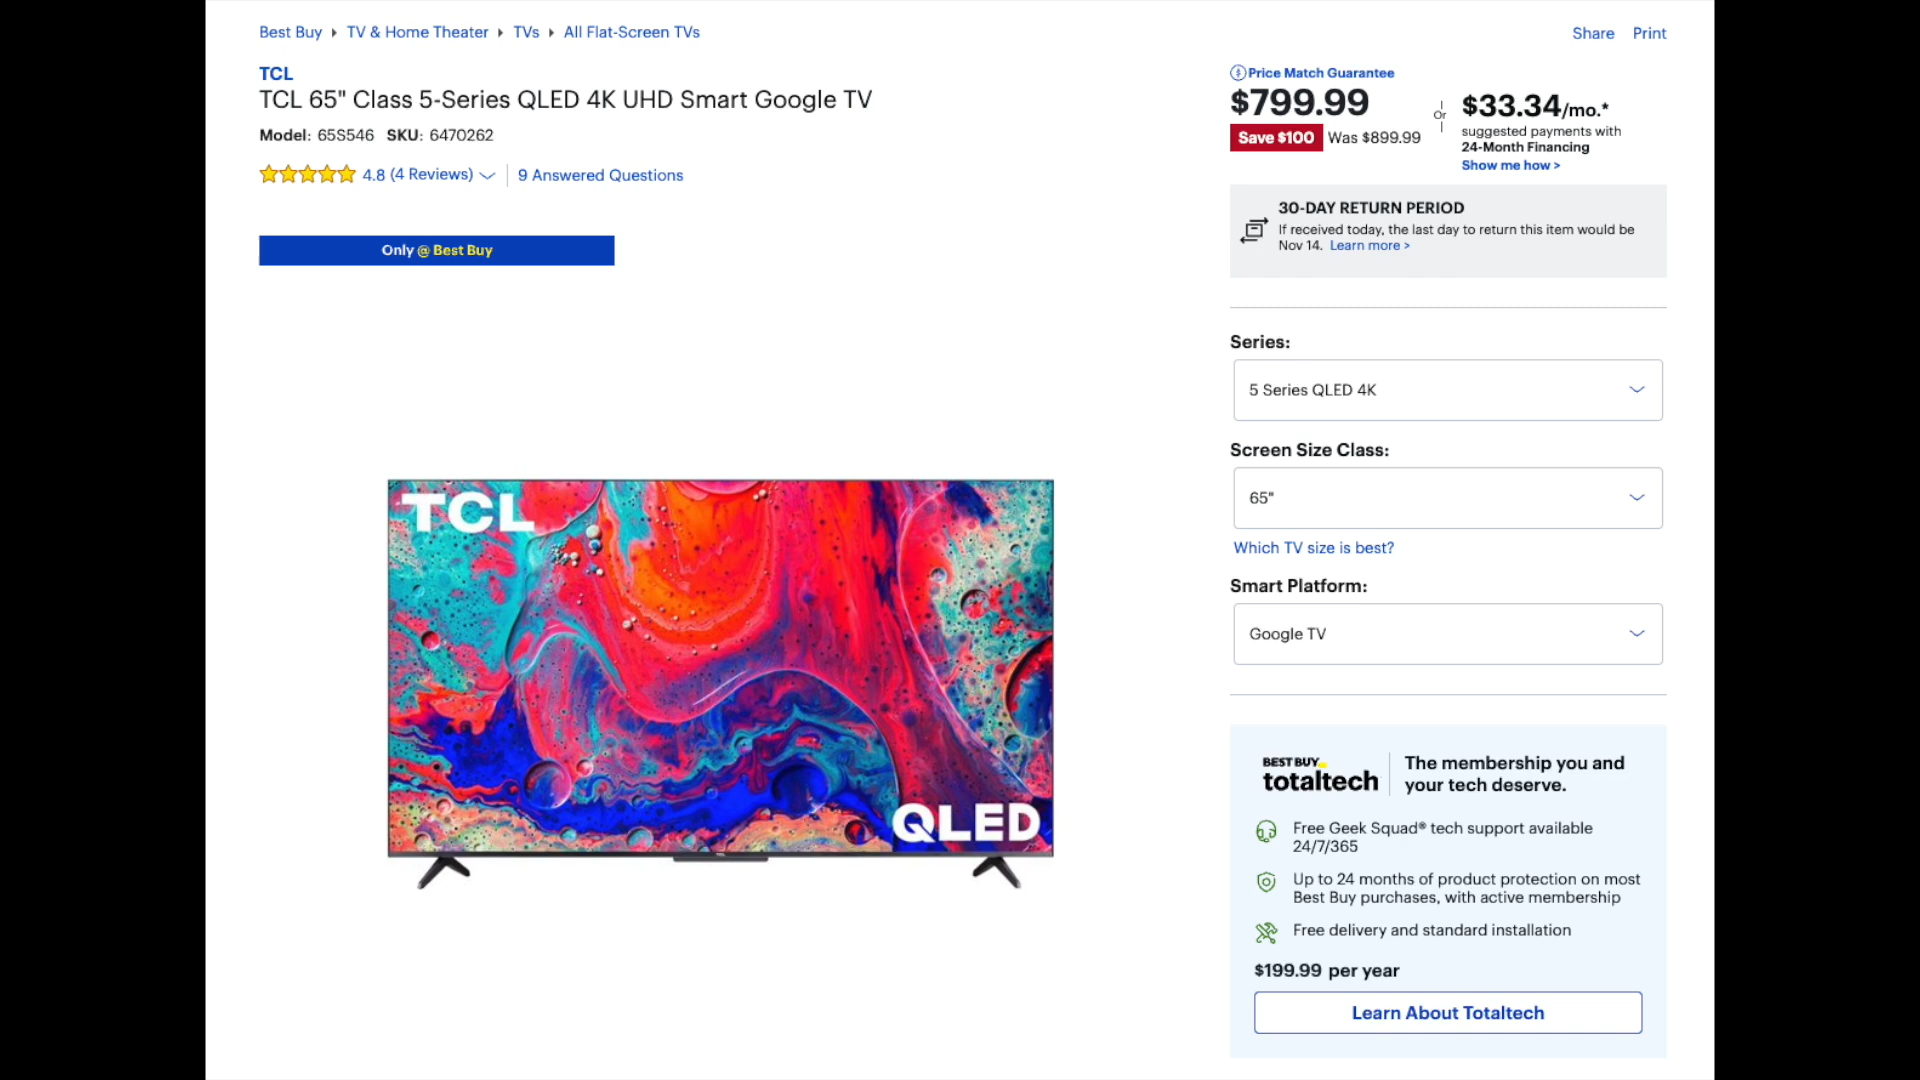 Best Buy TV & Home Theater TVs All Flat-Screen TVs
Share Print
TCL
TCL 65" Class 5-Series QLED 4K UHD Smart Google TV
Model: 65S546 SKU: 6470262
4.8 (4 Reviews) 9 Answered Questions
Only @ Best Buy
TCL
QLED
Price Match Guarantee
$799.99
Save $100 Was $899.99
Or
$33.34/mo.*
suggested payments with
24-Month Financing
Show me how >
30-DAY RETURN PERIOD
If received today, the last day to return this item would be
Nov 14. Learn more >
Series:
5 Series QLED 4K
Screen Size Class:
65"
Which TV size is best?
Smart Platform:
Google TV
BEST BUY
totaltech
The membership you and
your tech deserve.
Free Geek Squad® tech support available
24/7/365
Up to 24 months of product protection on most
Best Buy purchases, with active membership
Free delivery and standard installation
$199.99 per year
Learn About Totaltech